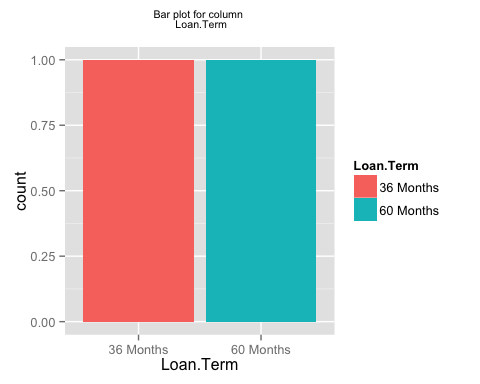 Bar plot for column
Loan.Term
1.00
0.75
0.50
0.25
0.00
count
36 Months 60 Months
Loan.Term
Loan.Term
36 Months
60 Months